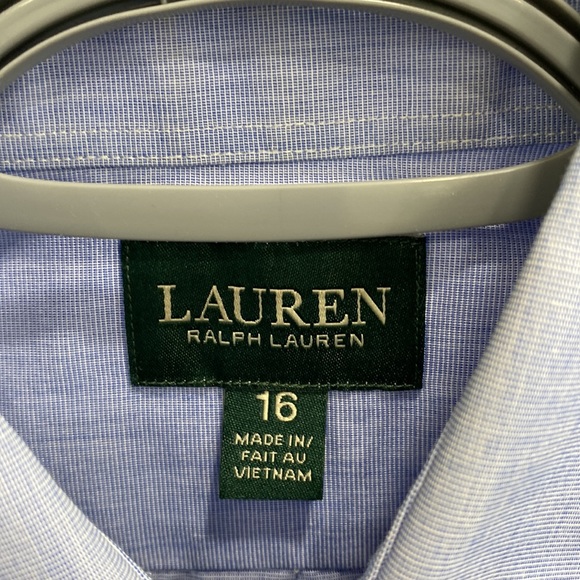 LAUREN
RALPH LAUREN
16
MADE IN/
FAIT AU
VIETNAM